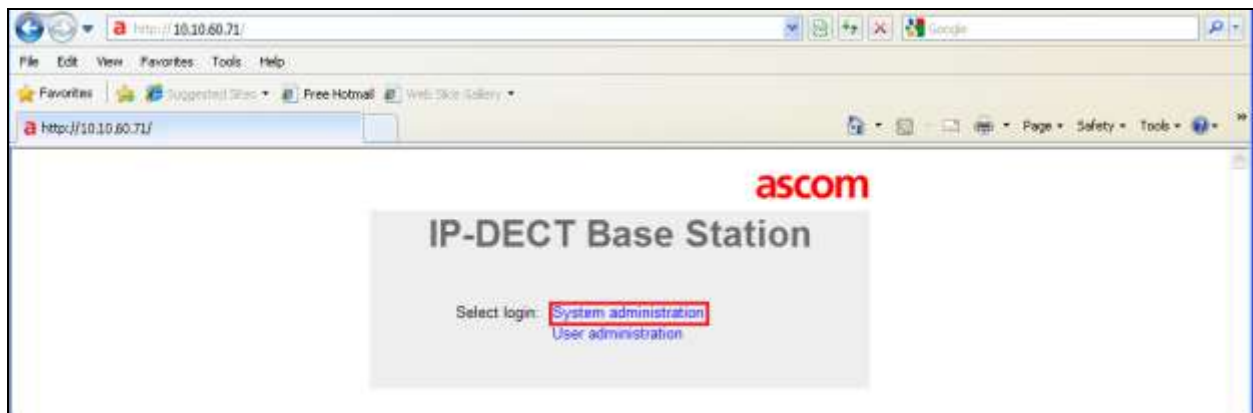 http://10.10.60.71/
Google
File Edit View Favorites Tools Help
Favorites Suggested Sites Free Hotmail Web Slice Gallery
http://10.10.60.71/
Page Safety Tools
ascom
IP-DECT Base Station
Select login: System administration
User administration